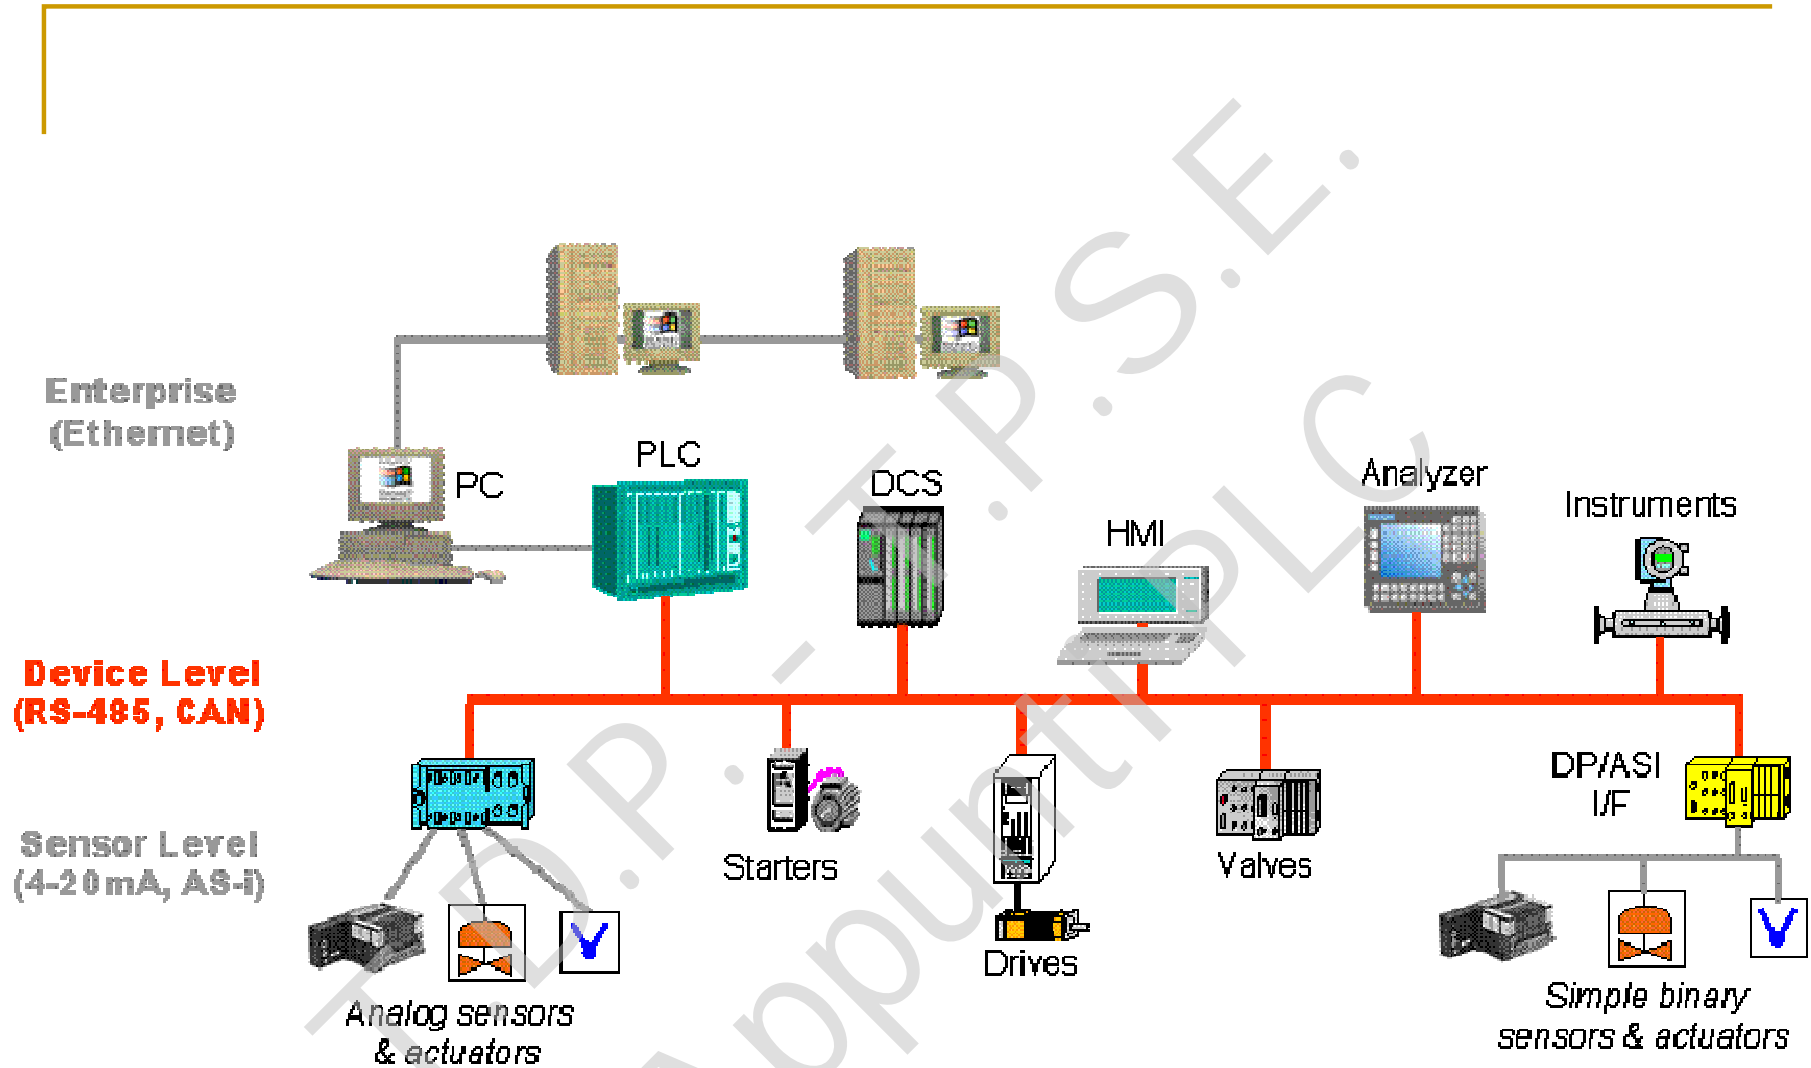 Enterprise
(Ethernet)
PC
PLC
DCS
HMI
Analyzer
Instruments
Device Level
(RS-485, CAN)
Starters
Drives
Valves
DP/ASI
I/F
Sensor Level
(4-20mA, AS-i)
Analog sensors
& actuators
Simple binary
sensors & actuators
T.D.P. - T.P.S.E.
Appunti PLC